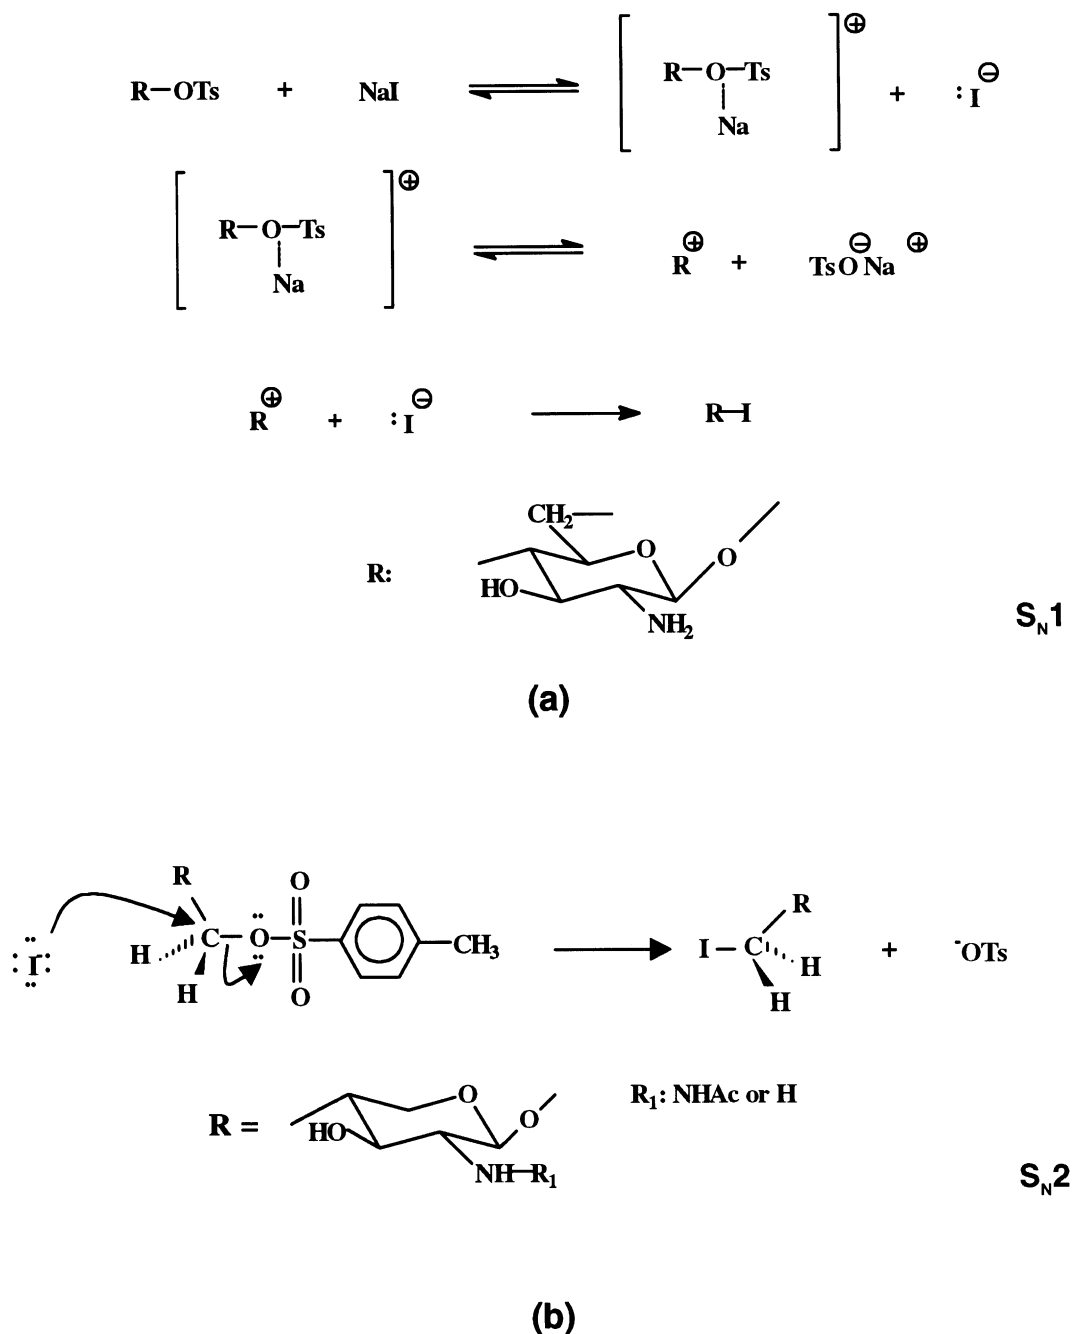 R—OTs + NaI ⇌ [R—O—Ts Na]⊕ + :I⊖
[R—O—Ts Na]⊕ ⇌ R⊕ + TsO⊖ Na⊕
R⊕ + :I⊖ → R—I
CH2—
O
O
R:
HO
NH2
SN1
(a)
R
O
H C—O—S CH3 → I—C R H H + -OTs
:I:
H
O
R =
O
O
HO
NH—R1
R1: NHAc or H
SN2
(b)